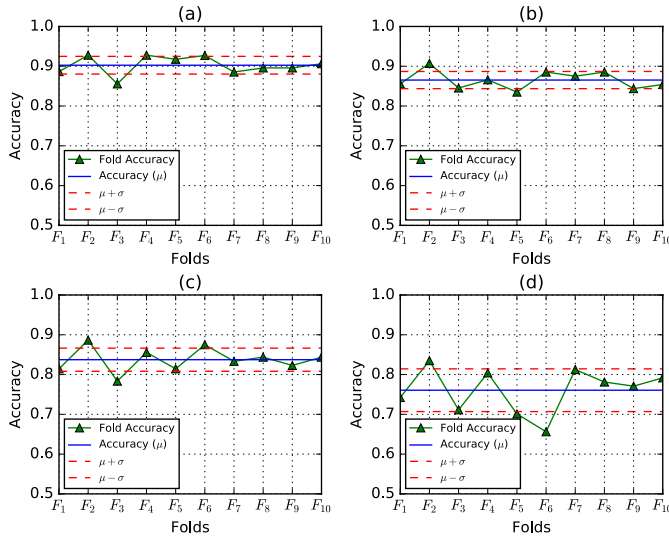 (a)
1.0
0.9
0.8
0.7
0.6
0.5
Accuracy
Fold Accuracy
Accuracy (μ)
μ + σ
μ − σ
F1 F2 F3 F4 F5 F6 F7 F8 F9 F10
Folds
(b)
1.0
0.9
0.8
0.7
0.6
0.5
Accuracy
Fold Accuracy
Accuracy (μ)
μ + σ
μ − σ
F1 F2 F3 F4 F5 F6 F7 F8 F9 F10
Folds
(c)
1.0
0.9
0.8
0.7
0.6
0.5
Accuracy
Fold Accuracy
Accuracy (μ)
μ + σ
μ − σ
F1 F2 F3 F4 F5 F6 F7 F8 F9 F10
Folds
(d)
1.0
0.9
0.8
0.7
0.6
0.5
Accuracy
Fold Accuracy
Accuracy (μ)
μ + σ
μ − σ
F1 F2 F3 F4 F5 F6 F7 F8 F9 F10
Folds